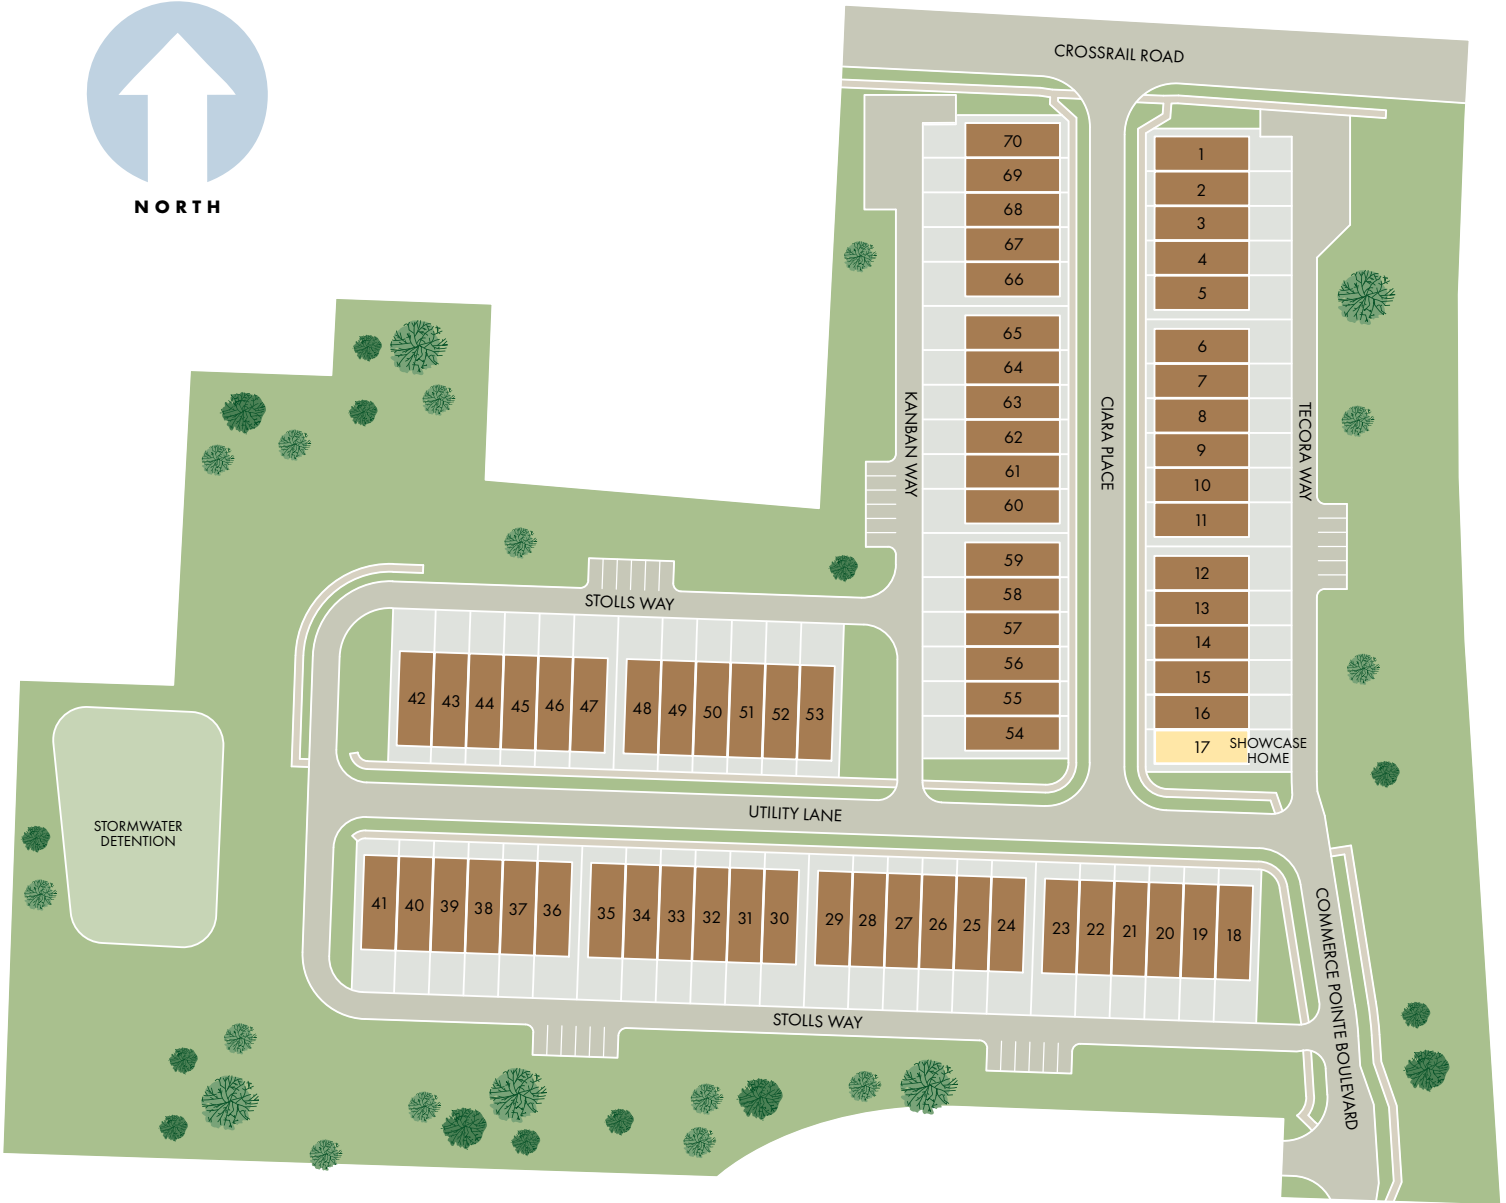 NORTH
CROSSRAIL ROAD
70
69
68
67
66
65
64
63
62
61
60
59
58
57
56
55
54
1
2
3
4
5
6
7
8
9
10
11
12
13
14
15
16
17
SHOWCASE
HOME
KANBAN WAY
CIARA PLACE
TECORA WAY
STOLLS WAY
42 43 44 45 46 47 48 49 50 51 52 53
UTILITY LANE
STORMWATER
DETENTION
41 40 39 38 37 36 35 34 33 32 31 30 29 28 27 26 25 24 23 22 21 20 19 18
STOLLS WAY
COMMERCE POINTE BOULEVARD